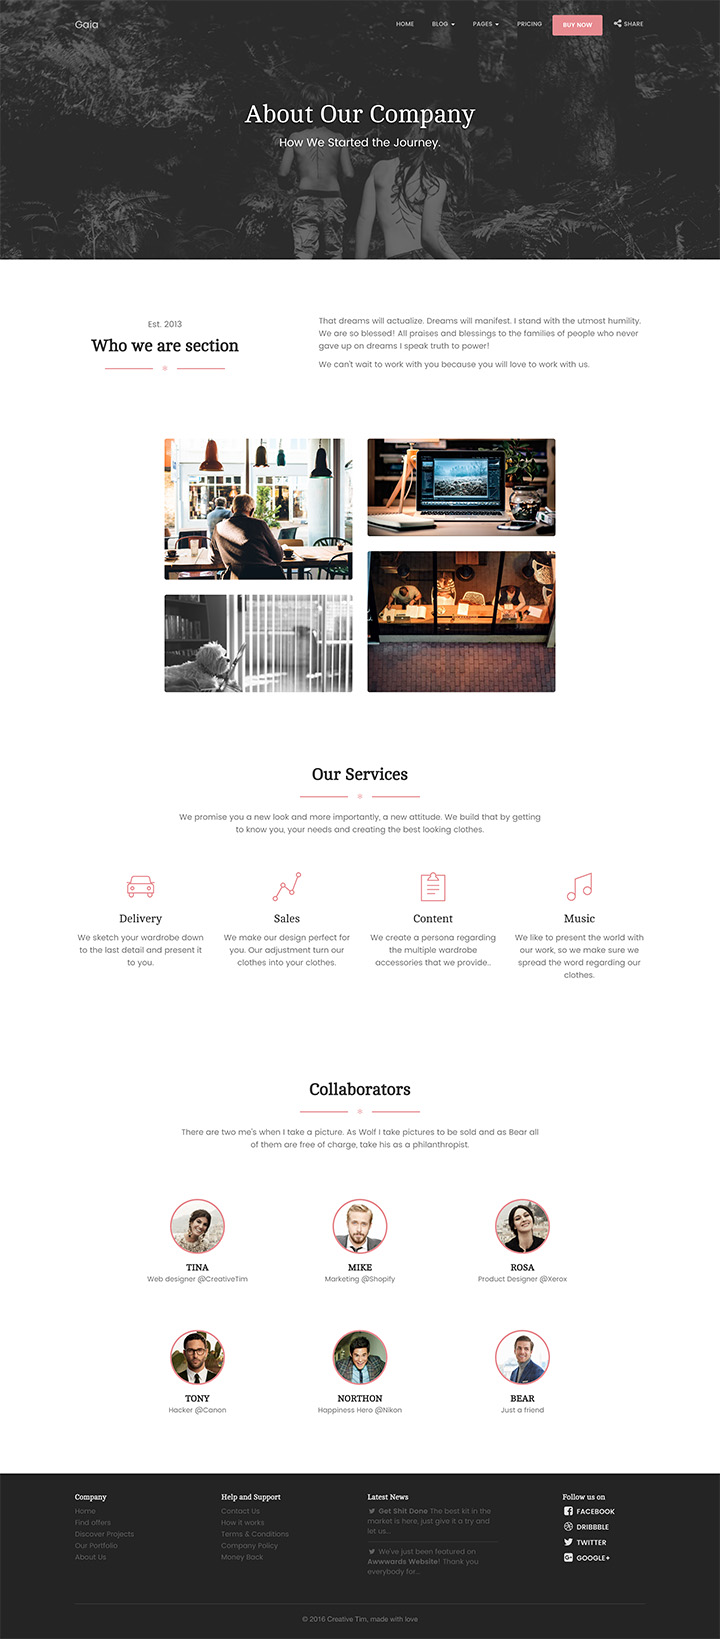 Gaia
HOME BLOG PAGES PRICING BUY NOW SHARE
About Our Company
How We Started the Journey.
Est. 2013
Who we are section
That dreams will actualize. Dreams will manifest. I stand with the utmost humility.
We are so blessed! All praises and blessings to the families of people who never
gave up on dreams I speak truth to power!
We can't wait to work with you because you will love to work with us.
Our Services
We promise you a new look and more importantly, a new attitude. We build that by getting
to know you, your needs and creating the best looking clothes.
Delivery
We sketch your wardrobe down
to the last detail and present it
to you.
Sales
We make our design perfect for
you. Our adjustment turn our
clothes into your clothes.
Content
We create a persona regarding
the multiple wardrobe
accessories that we provide..
Music
We like to present the world with
our work, so we make sure we
spread the word regarding our
clothes.
Collaborators
There are two me's when I take a picture. As Wolf I take pictures to be sold and as Bear all
of them are free of charge, take his as a philanthropist.
TINA
Web designer @CreativeTim
MIKE
Marketing @Shopify
ROSA
Product Designer @Xerox
TONY
Hacker @Canon
NORTHON
Happiness Hero @Nikon
BEAR
Just a friend
Company
Home
Find offers
Discover Projects
Our Portfolio
About Us
Help and Support
Contact Us
How it works
Terms & Conditions
Company Policy
Money Back
Latest News
Get Shit Done The best kit in the
market is here, just give it a try and
let us...
We've just been featured on
Awwwards Website! Thank you
everybody for...
Follow us on
FACEBOOK
DRIBBBLE
TWITTER
GOOGLE+
© 2016 Creative Tim, made with love